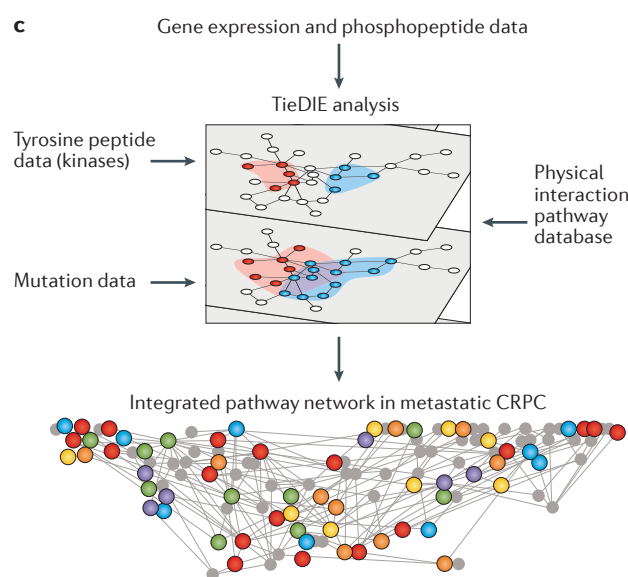 c
Gene expression and phosphopeptide data
TieDIE analysis
Tyrosine peptide
data (kinases)
Physical
interaction
pathway
database
Mutation data
Integrated pathway network in metastatic CRPC